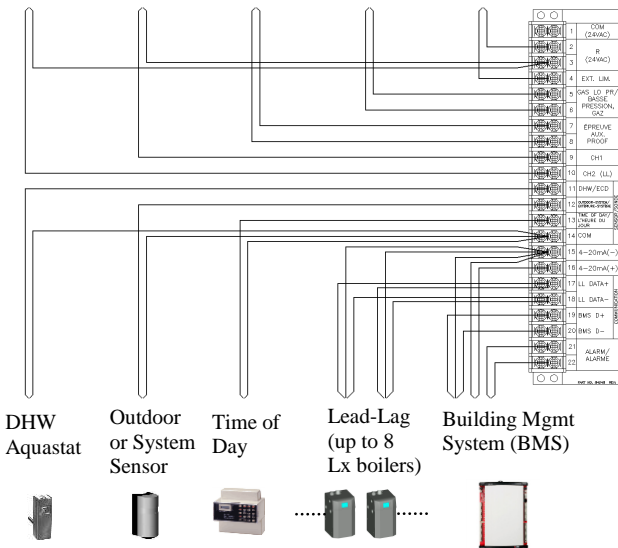 1 COM
(24VAC)
2
R
3 (24VAC)
4 EXT. LIM.
5 GAS LO PR/
BASSE
PRESSION,
6 GAZ
7 ÉPREUVE
AUX.
8 PROOF
9 CH1
10 CH2 (LL)
11 DHW/ECD
12 OUTDOOR-SYSTEM/
EXTÉRIEURE-SYSTÈME
13 TIME OF DAY/
L'HEURE DU
JOUR
14 COM
15 4-20mA(-)
16 4-20mA(+)
17 LL DATA+
18 LL DATA-
19 BMS D+
20 BMS D-
21 ALARM/
22 ALARME
COMMUNICATION
DHW
Aquastat
Outdoor
or System
Sensor
Time of
Day
Lead-Lag
(up to 8
Lx boilers)
Building Mgmt
System (BMS)